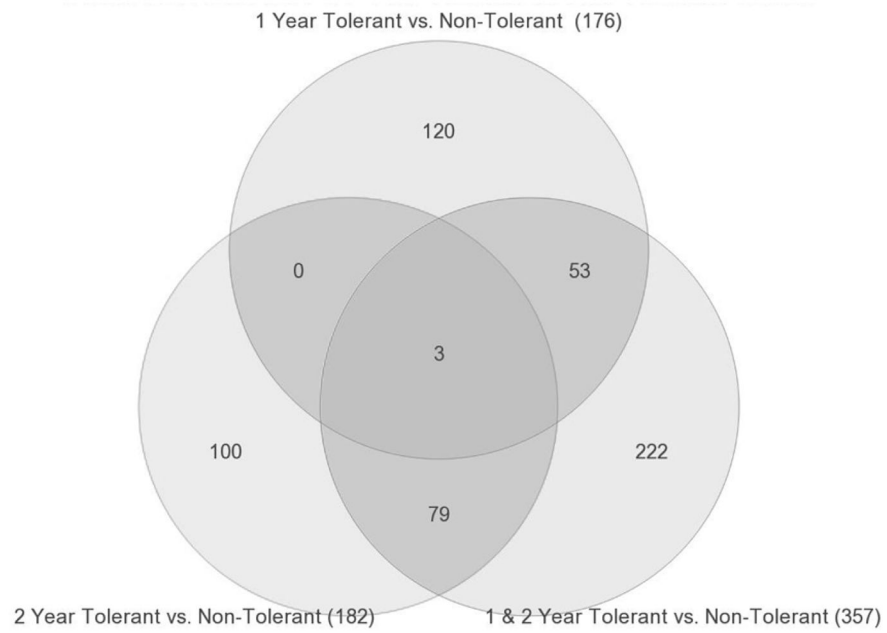 1 Year Tolerant vs. Non-Tolerant (176)
120
0
53
3
100
222
79
2 Year Tolerant vs. Non-Tolerant (182)
1 & 2 Year Tolerant vs. Non-Tolerant (357)